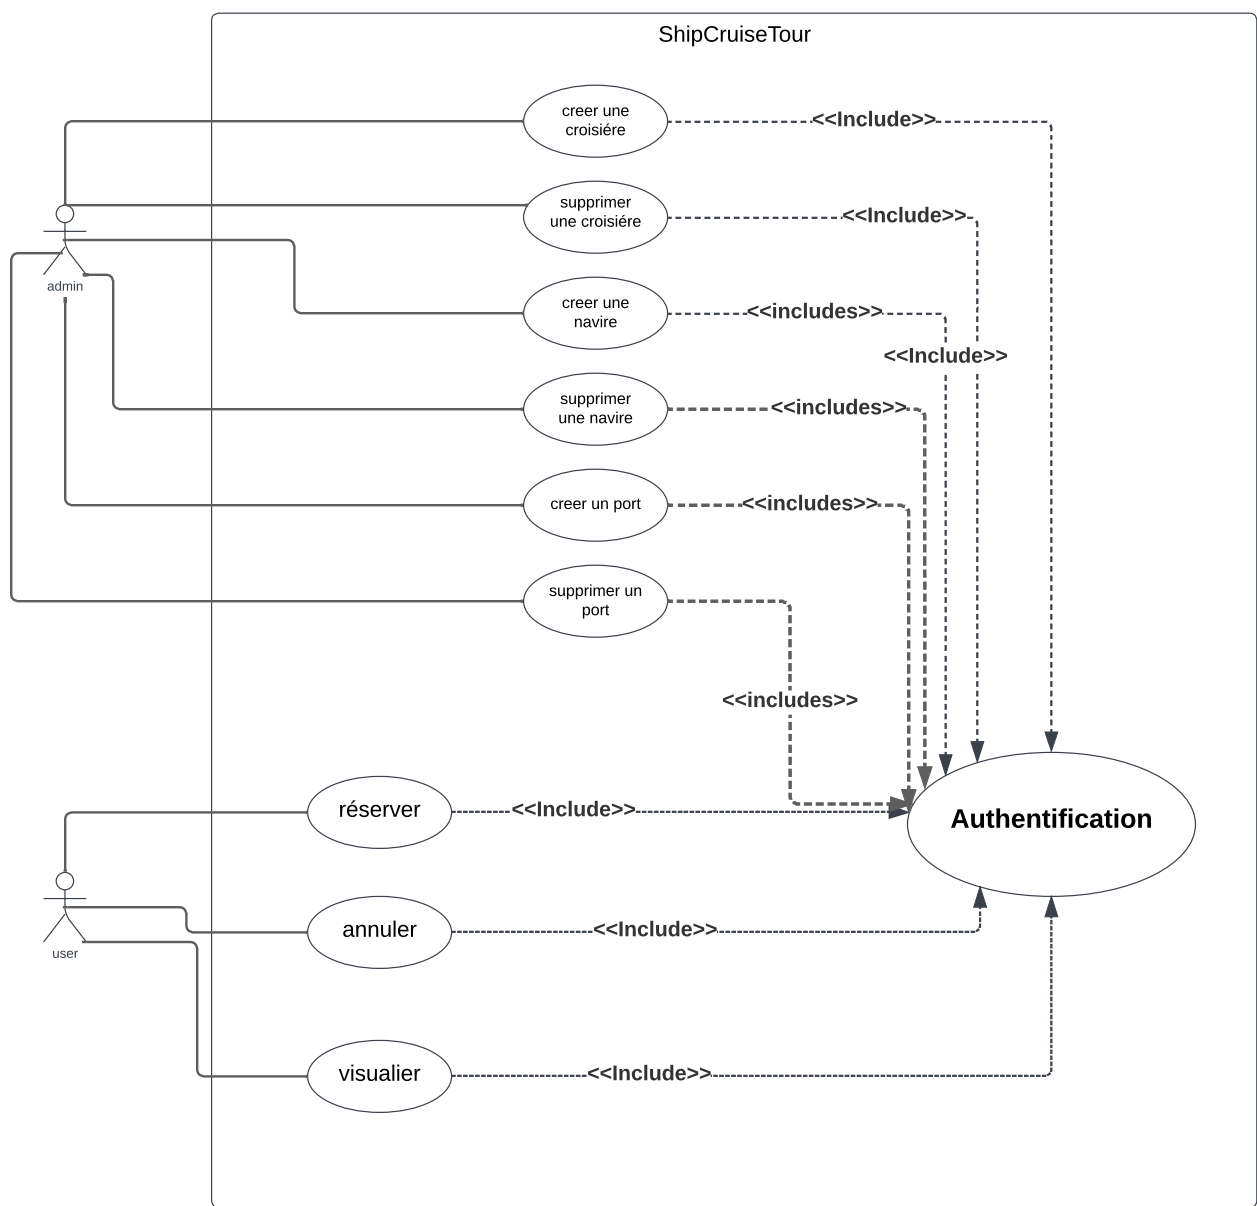 ShipCruiseTour
creer une
croisiére
<<Include>>
supprimer
une croisiére
<<Include>>
admin
creer une
navire
<<includes>>
<<Include>>
supprimer
une navire
<<includes>>
creer un port
<<includes>>
supprimer un
port
<<includes>>
réserver
<<Include>>
Authentification
user
annuler
<<Include>>
visualier
<<Include>>